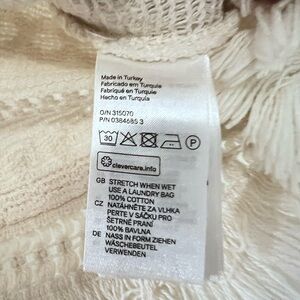 Made in Turkey
Fabricado em Turquia
Fabriqué en Turquie
Hecho en Turquía
O/N 315070
P/N 0384685 3
30 P
clevercare.info
GB STRETCH WHEN WET
USE A LAUNDRY BAG
100% COTTON
CZ NATÁHNĚTE ZA VLHKA
PERTE V SÁČKU PRO
ŠETRNÉ PRANÍ
100% BAVLNA
DE NASS IN FORM ZIEHEN
WÄSCHEBEUTEL
VERWENDEN